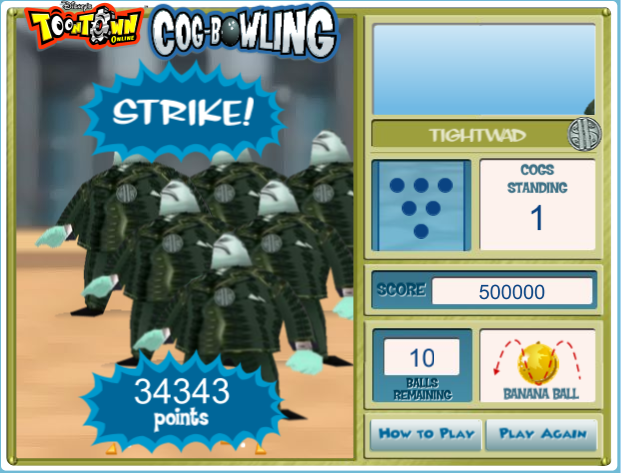 Disney's
TOONTOWN
ONLINE
COG-BOWLING
STRIKE!
TIGHTWAD
COGS
STANDING
1
SCORE 500000
34343
points
10
BALLS
REMAINING
BANANA BALL
HOW TO PLAY
PLAY AGAIN